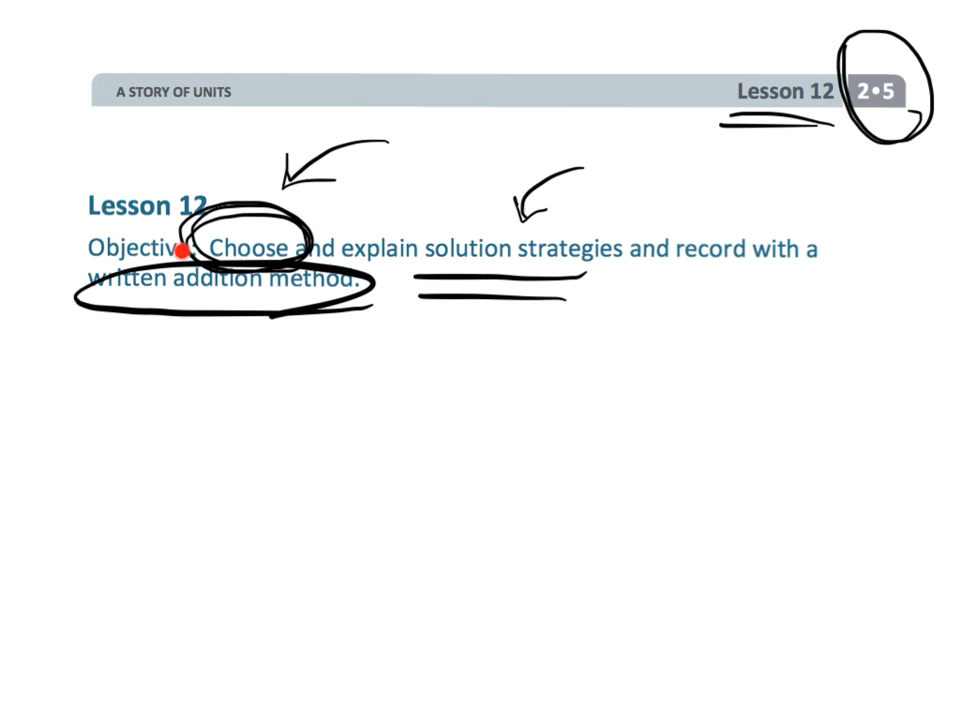 A STORY OF UNITS
Lesson 12 2•5
Lesson 12
Objective: Choose and explain solution strategies and record with a
written addition method.